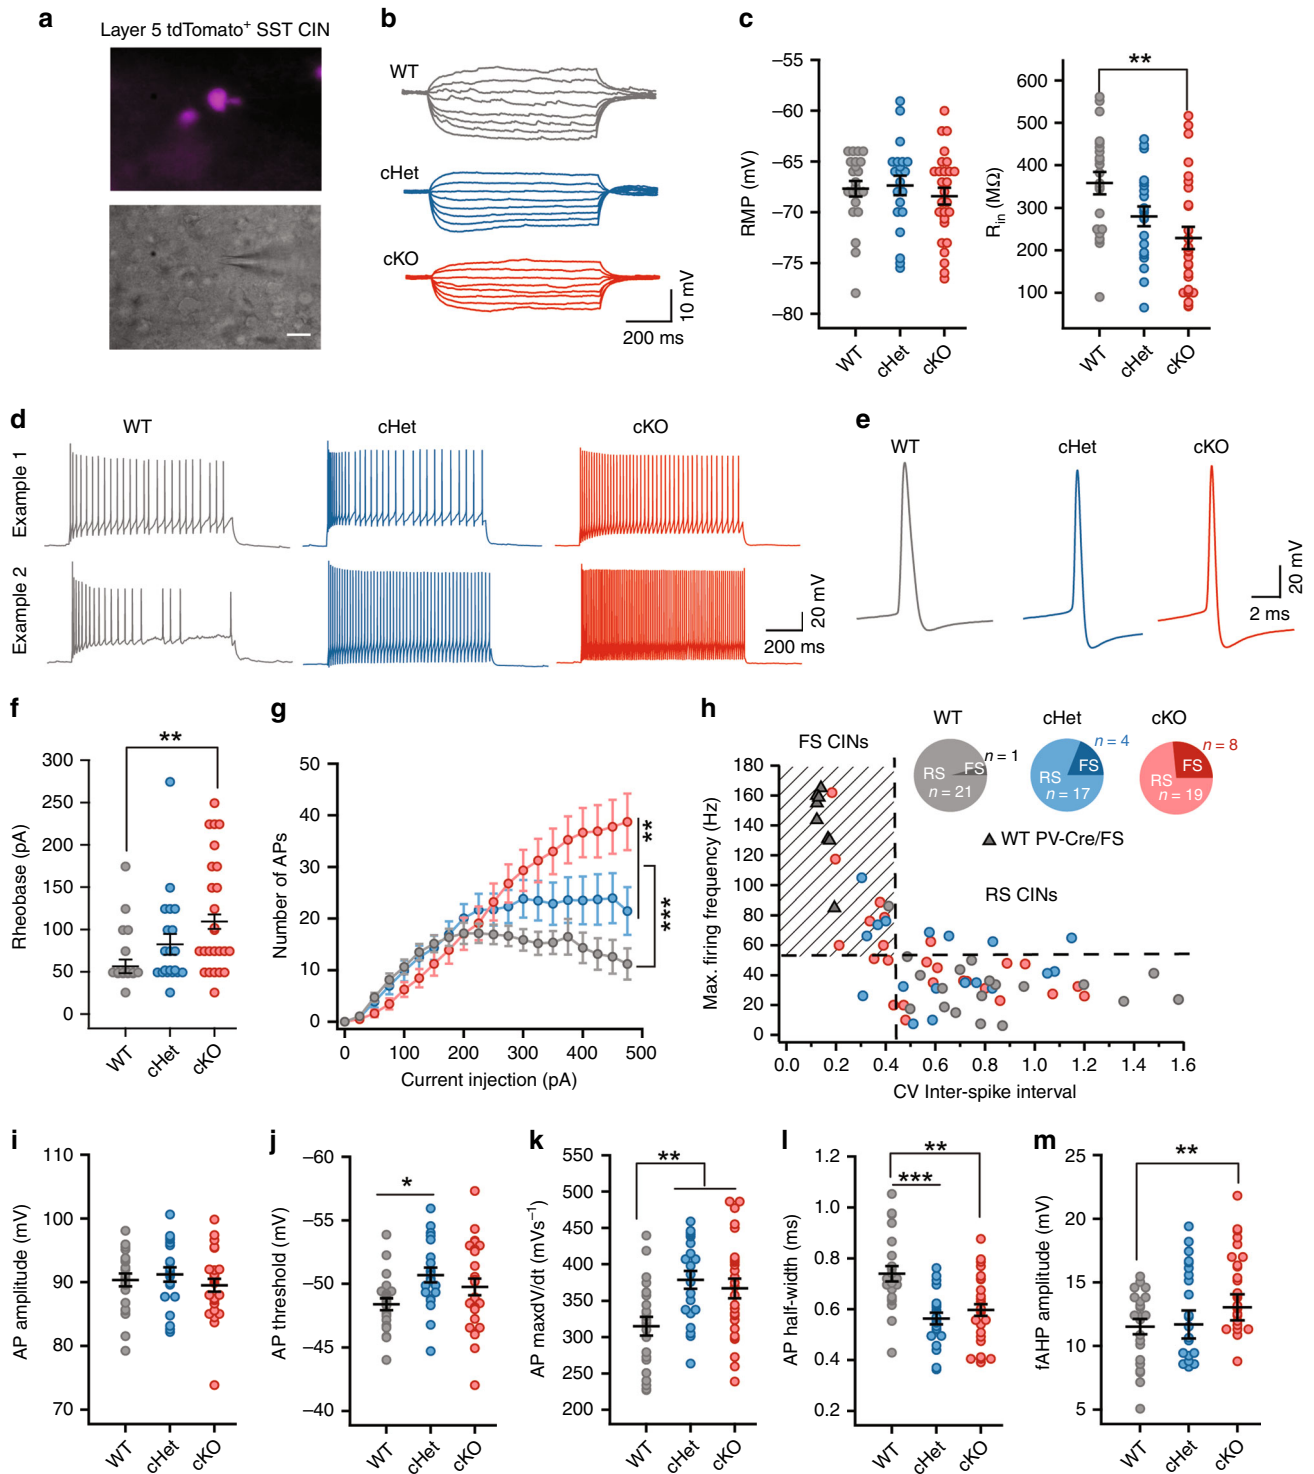 a
Layer 5 tdTomato+ SST CIN
b
WT
cHet
cKO
10 mV
200 ms
c
RMP (mV)
−55
−60
−65
−70
−75
−80
WT
cHet
cKO
Rin (MΩ)
600
500
400
300
200
100
**
WT
cHet
cKO
d
WT
cHet
cKO
Example 1
Example 2
20 mV
200 ms
e
WT
cHet
cKO
20 mV
2 ms
f
Rheobase (pA)
300
250
200
150
100
50
0
**
WT
cHet
cKO
g
Number of APs
50
40
30
20
10
0
0
100
200
300
400
500
Current injection (pA)
**
***
h
FS CINs
WT
cHet
cKO
RS
FS
n = 1
n = 21
RS
FS
n = 4
n = 17
RS
FS
n = 8
n = 19
WT PV-Cre/FS
RS CINs
Max. firing frequency (Hz)
180
160
140
120
100
80
60
40
20
0
0.0
0.2
0.4
0.6
0.8
1.0
1.2
1.4
1.6
CV Inter-spike interval
i
AP amplitude (mV)
110
100
90
80
70
WT
cHet
cKO
j
AP threshold (mV)
−60
−55
−50
−45
−40
*
WT
cHet
cKO
k
AP maxdV/dt (mVs−1)
550
500
450
400
350
300
250
200
**
WT
cHet
cKO
l
AP half-width (ms)
1.2
1.0
0.8
0.6
0.4
0.2
**
***
WT
cHet
cKO
m
fAHP amplitude (mV)
25
20
15
10
5
**
WT
cHet
cKO